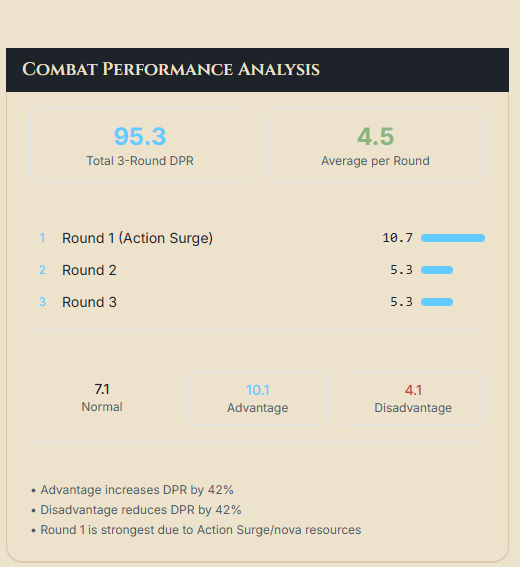 Combat Performance Analysis
95.3
Total 3-Round DPR
4.5
Average per Round
1 Round 1 (Action Surge) 10.7
2 Round 2 5.3
3 Round 3 5.3
7.1
Normal
10.1
Advantage
4.1
Disadvantage
• Advantage increases DPR by 42%
• Disadvantage reduces DPR by 42%
• Round 1 is strongest due to Action Surge/nova resources